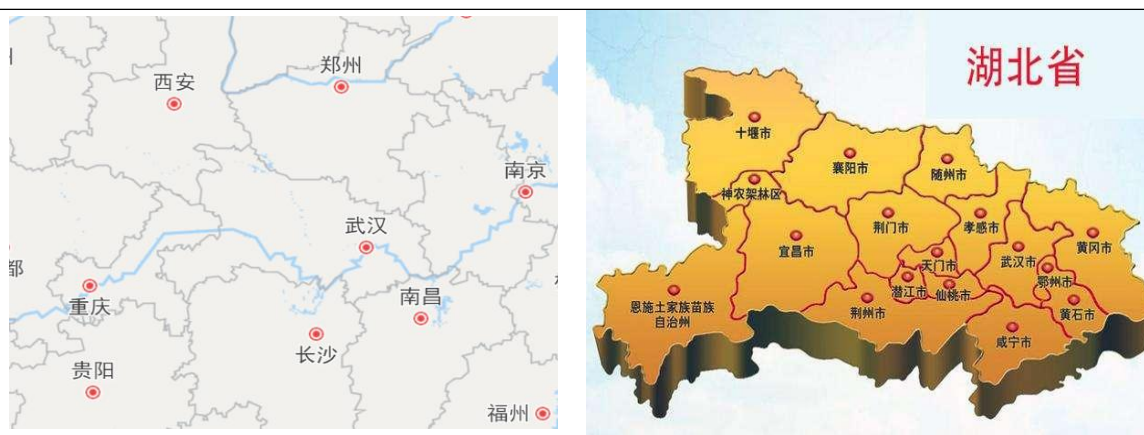 郑州
西安
南京
武汉
都
重庆
南昌
长沙
贵阳
福州
湖北省
十堰市
襄阳市
随州市
神农架林区
荆门市
孝感市
宜昌市
天门市
武汉市
黄冈市
鄂州市
潜江市
仙桃市
恩施土家族苗族
自治州
荆州市
黄石市
咸宁市